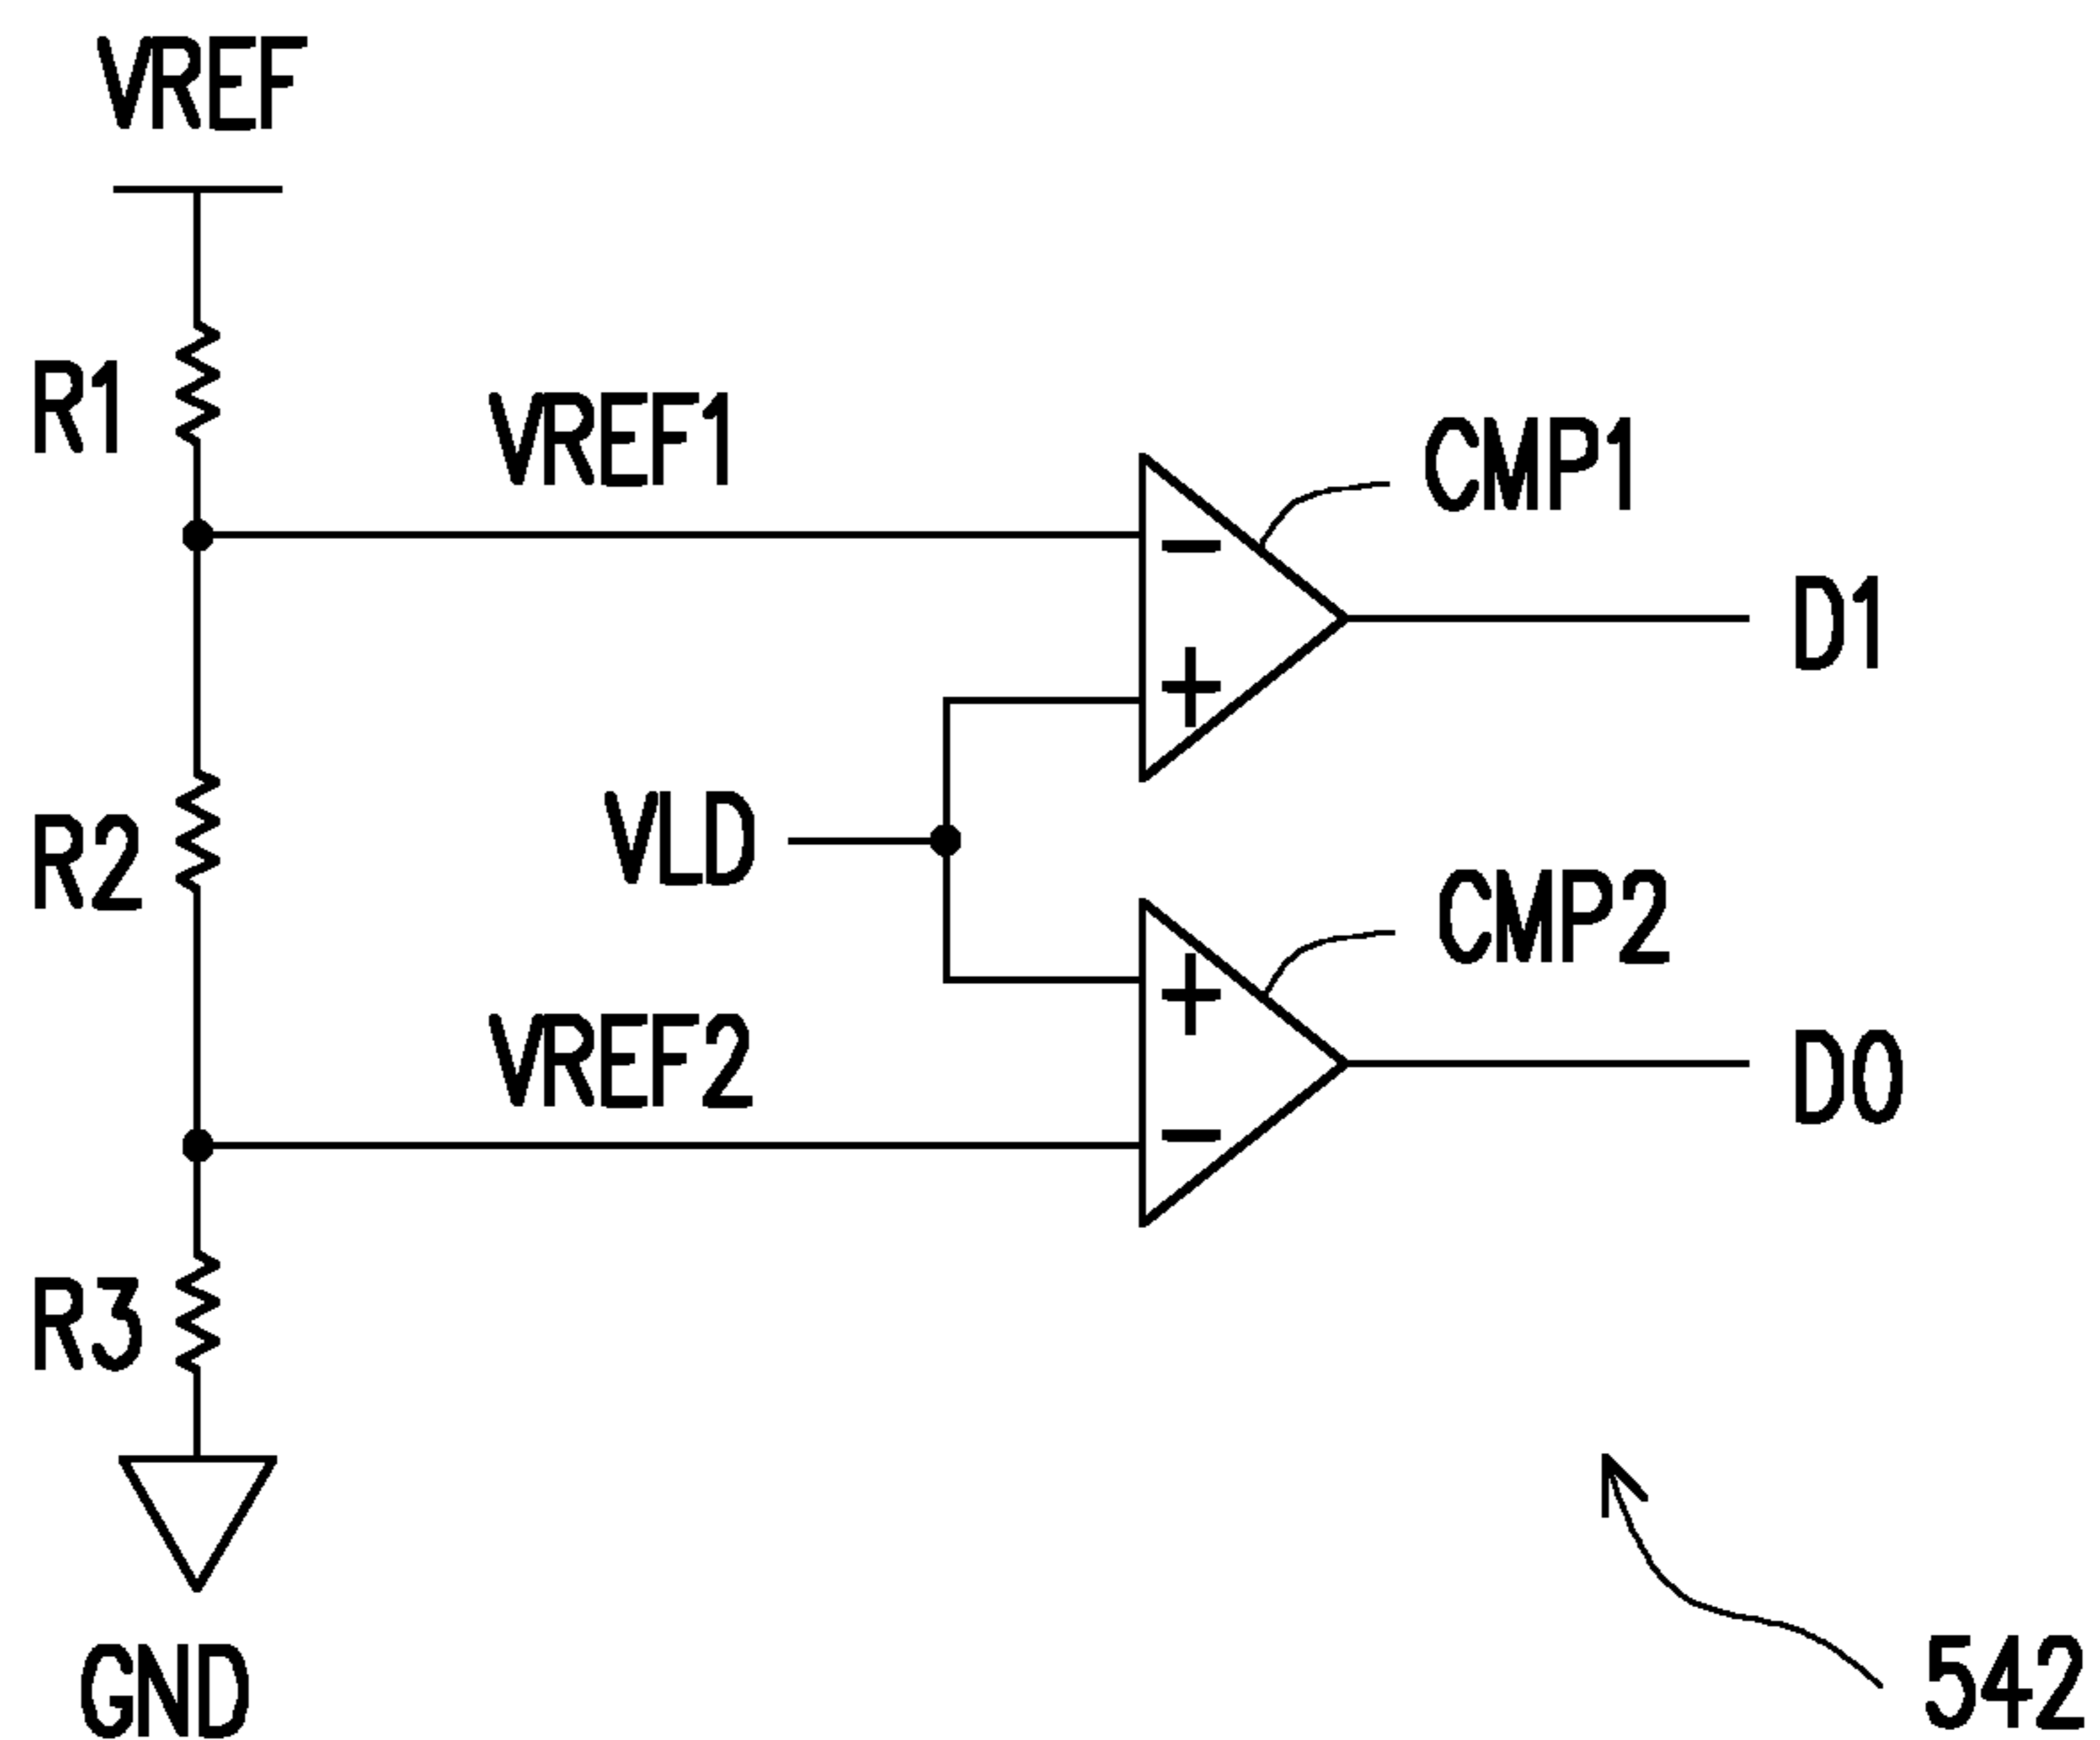 VREF
R1
VREF1
CMP1
D1
R2
VLD
CMP2
VREF2
D0
R3
GND
542